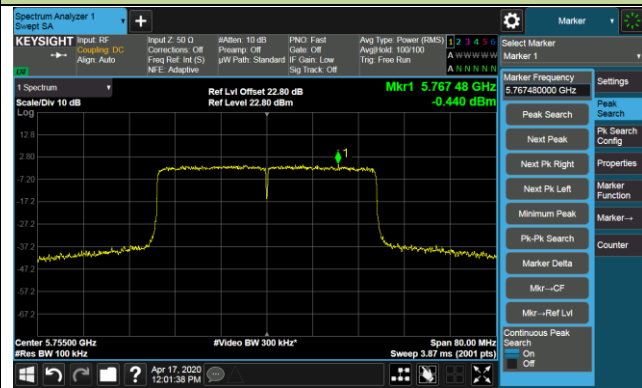 Spectrum Analyzer 1
Swept SA
Marker
KEYSIGHT
Input: RF
Coupling: DC
Align: Auto
Input Z: 50 Ω
Corrections: Off
Freq Ref: Int (S)
NFE: Adaptive
#Atten: 10 dB
Preamp: Off
µW Path: Standard
PNO: Fast
Gate: Off
IF Gain: Low
Sig Track: Off
Avg Type: Power (RMS)
Avg|Hold: 100/100
Trig: Free Run
1 2 3 4 5 6
A W W W W W
A N N N N N
Select Marker
Marker 1
1 Spectrum
Scale/Div 10 dB
Log
Ref Lvl Offset 22.80 dB
Ref Level 22.80 dBm
Mkr1 5.767 48 GHz
-0.440 dBm
12.8
2.80
-7.20
-17.2
-27.2
-37.2
-47.2
-57.2
-67.2
1
Center 5.75500 GHz
#Res BW 100 kHz
#Video BW 300 kHz*
Span 80.00 MHz
Sweep 3.87 ms (2001 pts)
Marker Frequency
5.767480000 GHz
Peak Search
Next Peak
Next Pk Right
Next Pk Left
Minimum Peak
Pk-Pk Search
Marker Delta
Mkr→CF
Mkr→Ref Lvl
Continuous Peak
Search
On
Off
Settings
Peak
Search
Pk Search
Config
Properties
Marker
Function
Marker→
Counter
Apr 17, 2020
12:01:38 PM